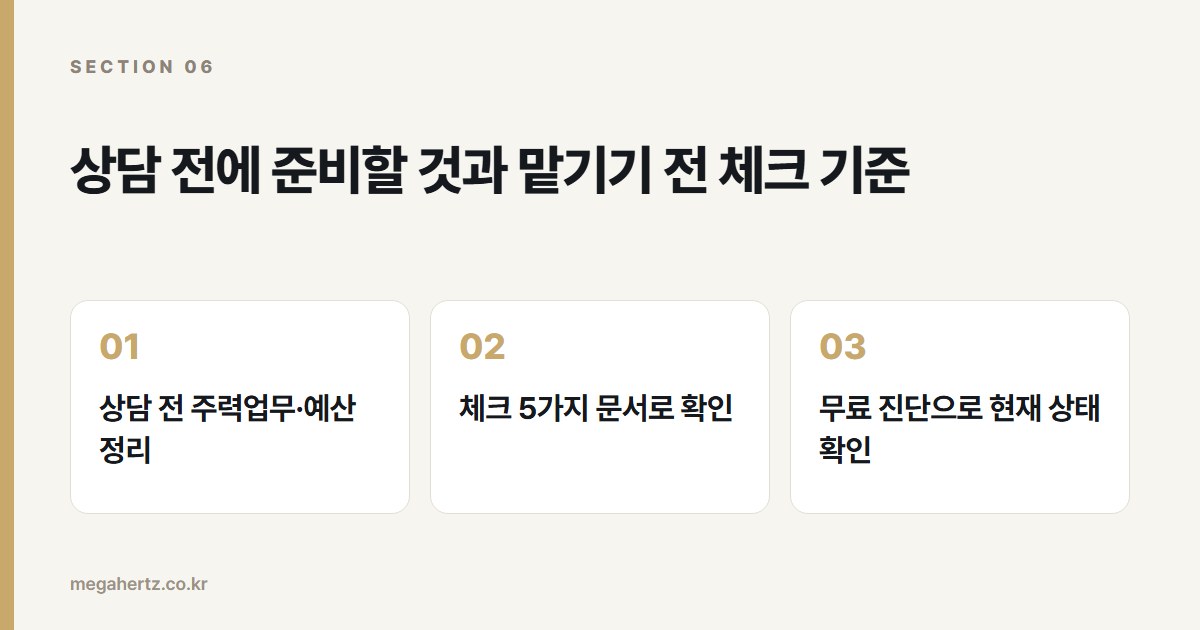 SECTION 06
상담 전에 준비할 것과 맡기기 전 체크 기준
01
상담 전 주력업무·예산
정리
02
체크 5가지 문서로 확인
03
무료 진단으로 현재 상태
확인
megahertz.co.kr